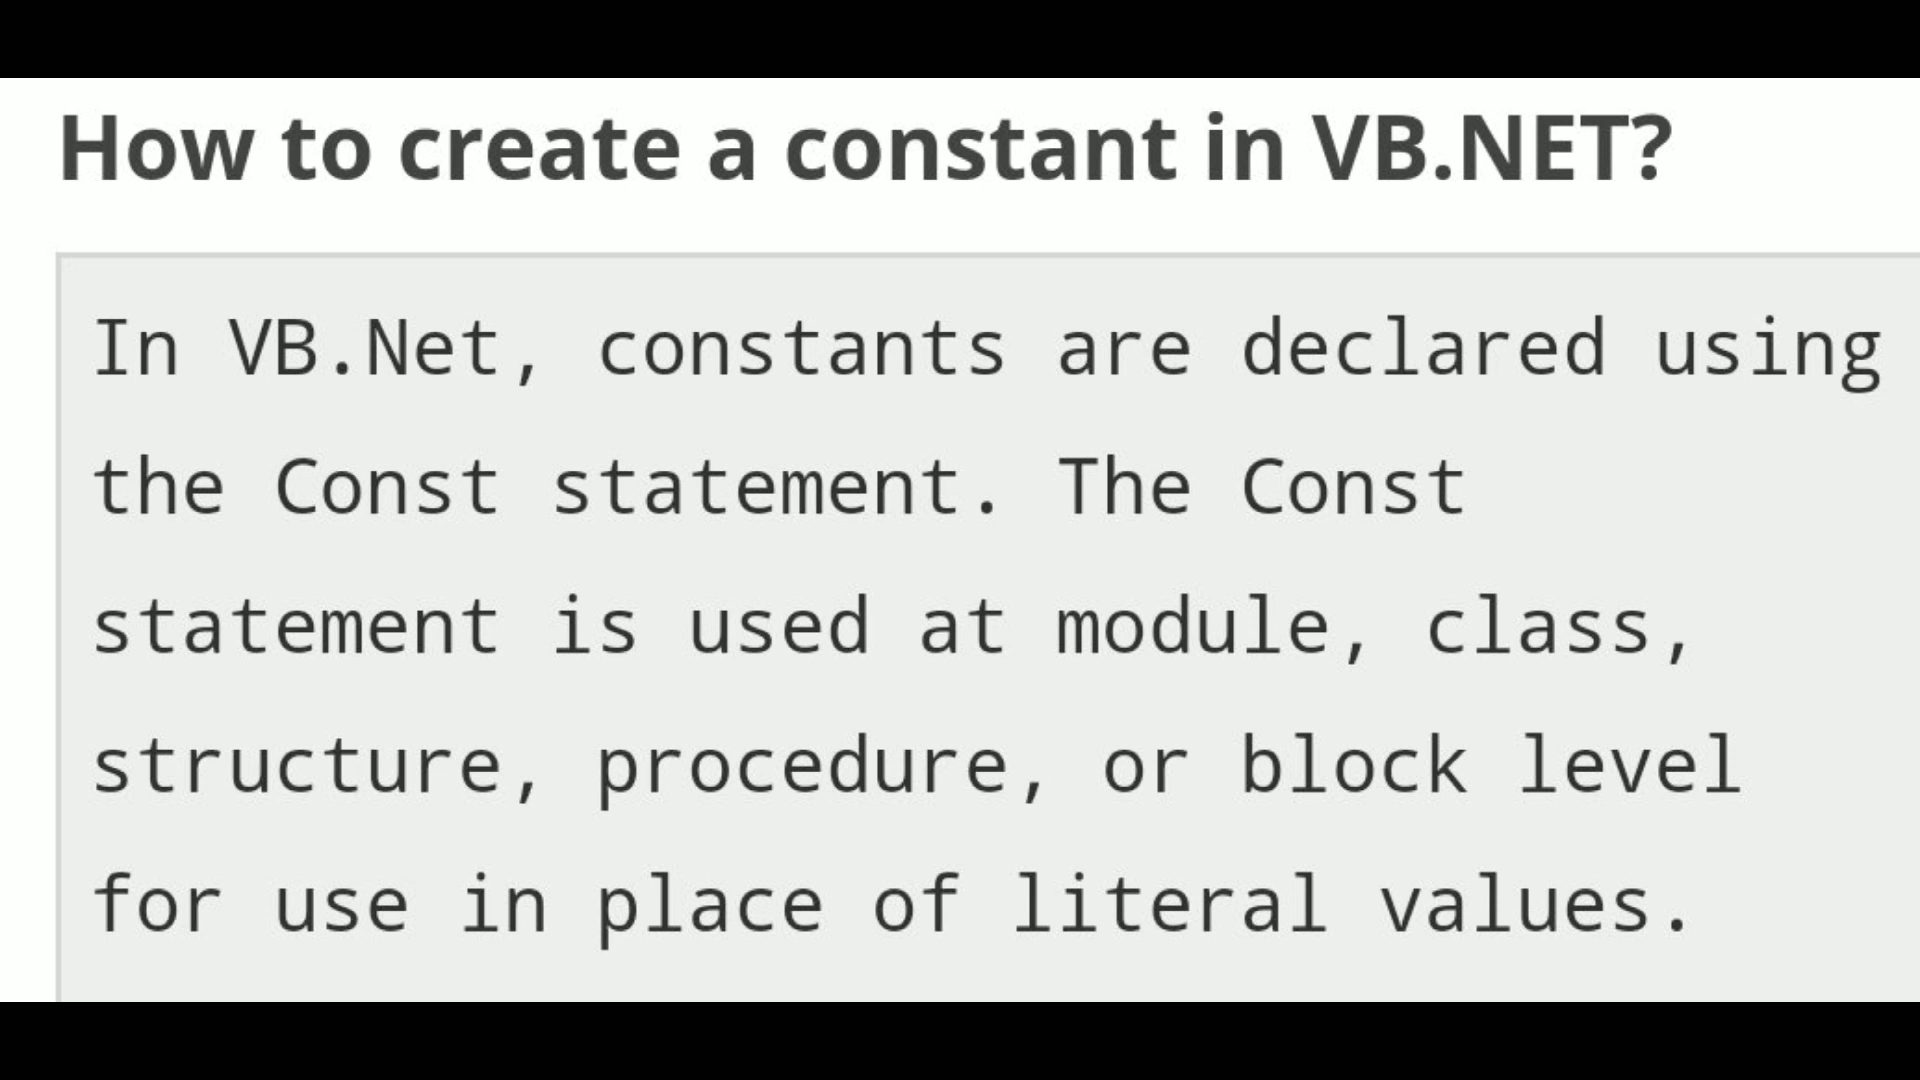 How to create a constant in VB.NET?
In VB.Net, constants are declared using
the Const statement. The Const
statement is used at module, class,
structure, procedure, or block level
for use in place of literal values.